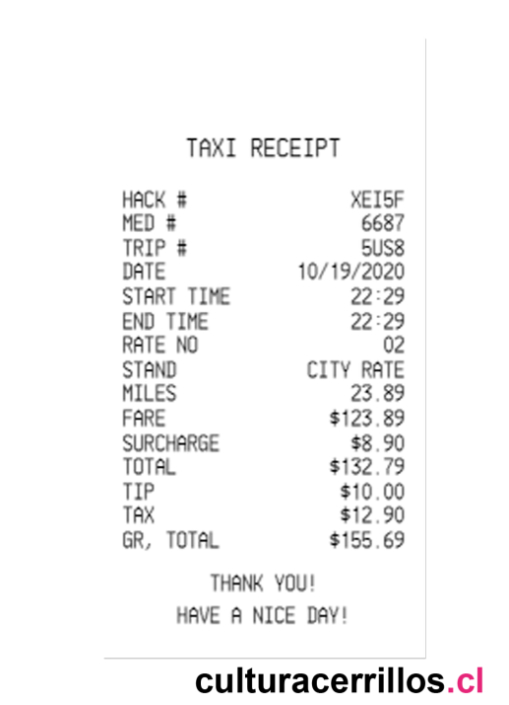 TAXI RECEIPT
HACK # XEI5F
MED # 6687
TRIP # 5US8
DATE 10/19/2020
START TIME 22:29
END TIME 22:29
RATE NO 02
STAND CITY RATE
MILES 23.89
FARE $123.89
SURCHARGE $8.90
TOTAL $132.79
TIP $10.00
TAX $12.90
GR, TOTAL $155.69
THANK YOU!
HAVE A NICE DAY!
culturacerrillos.cl